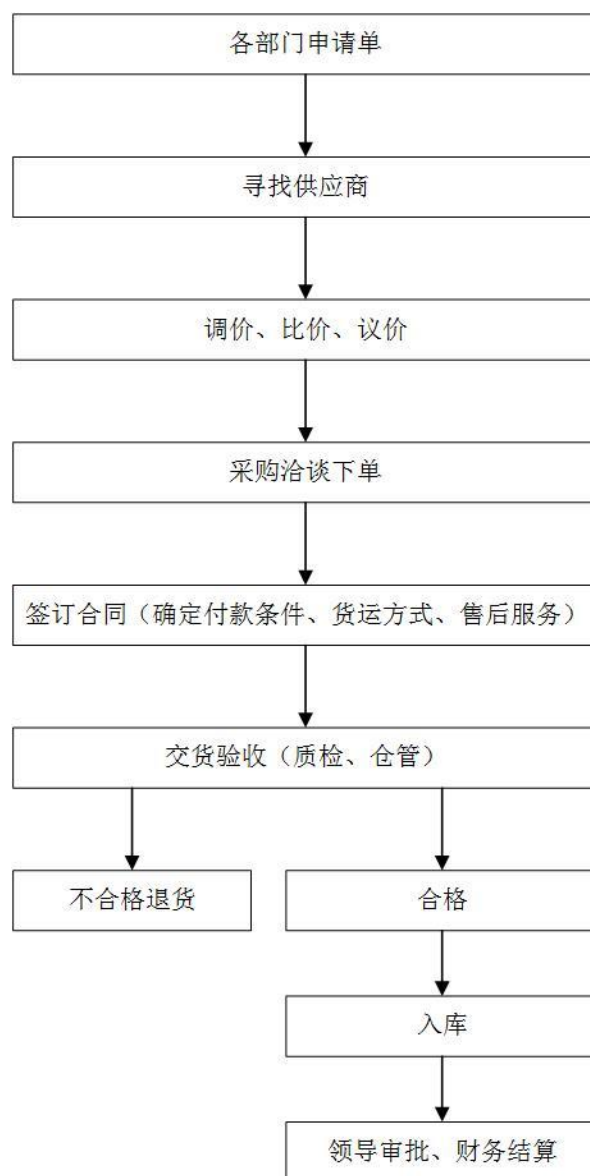 各部门申请单
寻找供应商
调价、比价、议价
采购洽谈下单
签订合同（确定付款条件、货运方式、售后服务）
交货验收（质检、仓管）
不合格退货
合格
入库
领导审批、财务结算